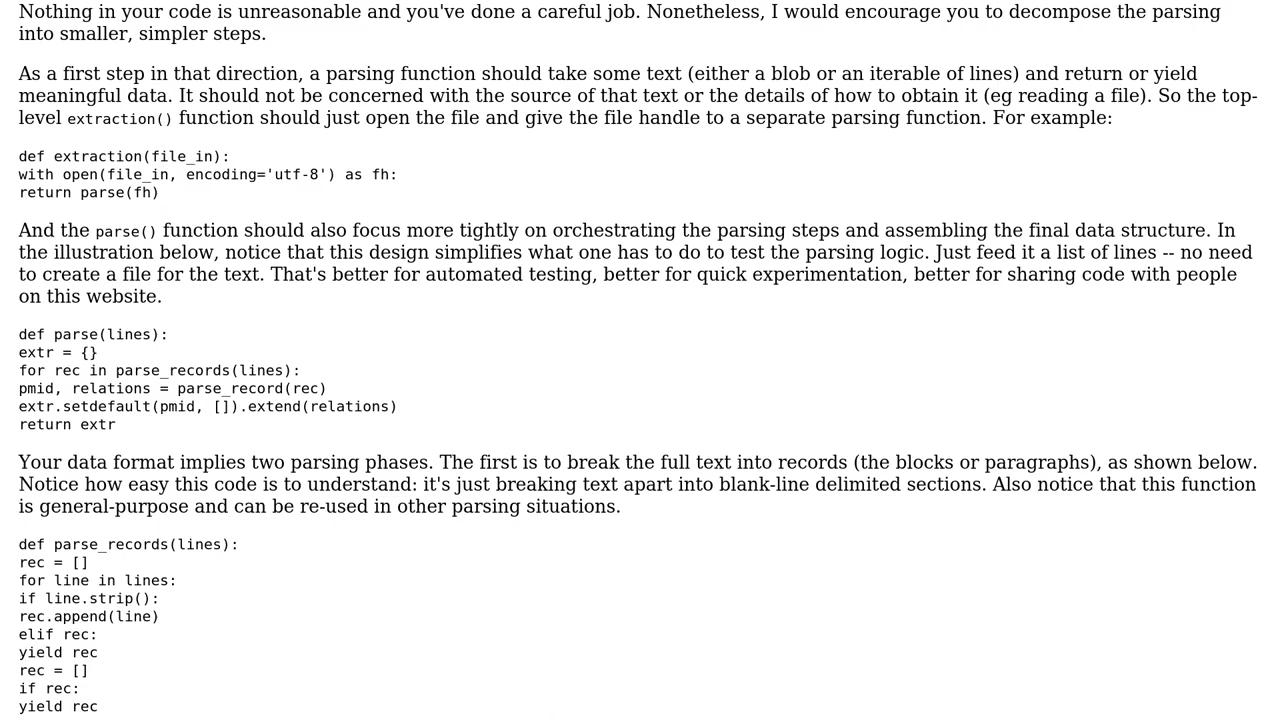 Nothing in your code is unreasonable and you've done a careful job. Nonetheless, I would encourage you to decompose the parsing
into smaller, simpler steps.
As a first step in that direction, a parsing function should take some text (either a blob or an iterable of lines) and return or yield
meaningful data. It should not be concerned with the source of that text or the details of how to obtain it (eg reading a file). So the top-
level extraction() function should just open the file and give the file handle to a separate parsing function. For example:
def extraction(file_in):
with open(file_in, encoding='utf-8') as fh:
return parse(fh)
And the parse() function should also focus more tightly on orchestrating the parsing steps and assembling the final data structure. In
the illustration below, notice that this design simplifies what one has to do to test the parsing logic. Just feed it a list of lines -- no need
to create a file for the text. That's better for automated testing, better for quick experimentation, better for sharing code with people
on this website.
def parse(lines):
extr = {}
for rec in parse_records(lines):
pmid, relations = parse_record(rec)
extr.setdefault(pmid, []).extend(relations)
return extr
Your data format implies two parsing phases. The first is to break the full text into records (the blocks or paragraphs), as shown below.
Notice how easy this code is to understand: it's just breaking text apart into blank-line delimited sections. Also notice that this function
is general-purpose and can be re-used in other parsing situations.
def parse_records(lines):
rec = []
for line in lines:
if line.strip():
rec.append(line)
elif rec:
yield rec
rec = []
if rec:
yield rec